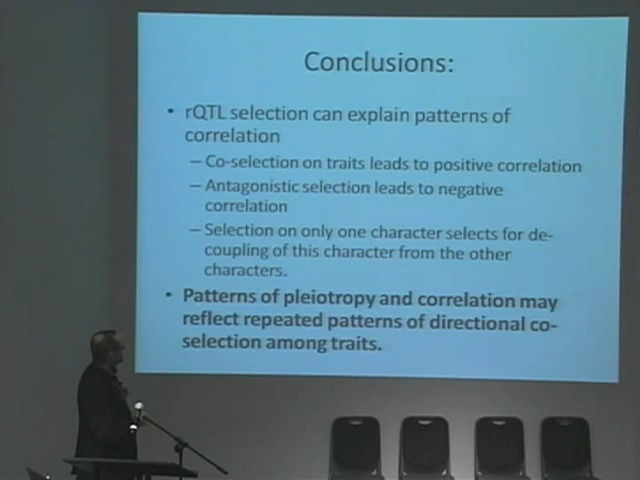 Conclusions:
• rQTL selection can explain patterns of
correlation
– Co-selection on traits leads to positive correlation
– Antagonistic selection leads to negative
correlation
– Selection on only one character selects for de-
coupling of this character from the other
characters.
• Patterns of pleiotropy and correlation may
reflect repeated patterns of directional co-
selection among traits.